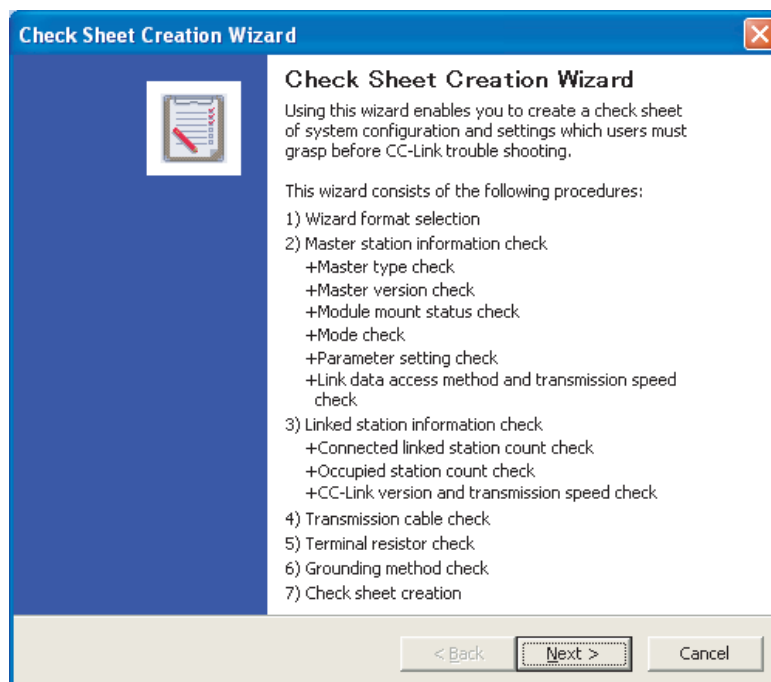 Check Sheet Creation Wizard
Check Sheet Creation Wizard
Using this wizard enables you to create a check sheet
of system configuration and settings which users must
grasp before CC-Link trouble shooting.
This wizard consists of the following procedures:
1) Wizard format selection
2) Master station information check
+Master type check
+Master version check
+Module mount status check
+Mode check
+Parameter setting check
+Link data access method and transmission speed
check
3) Linked station information check
+Connected linked station count check
+Occupied station count check
+CC-Link version and transmission speed check
4) Transmission cable check
5) Terminal resistor check
6) Grounding method check
7) Check sheet creation
< Back Next > Cancel